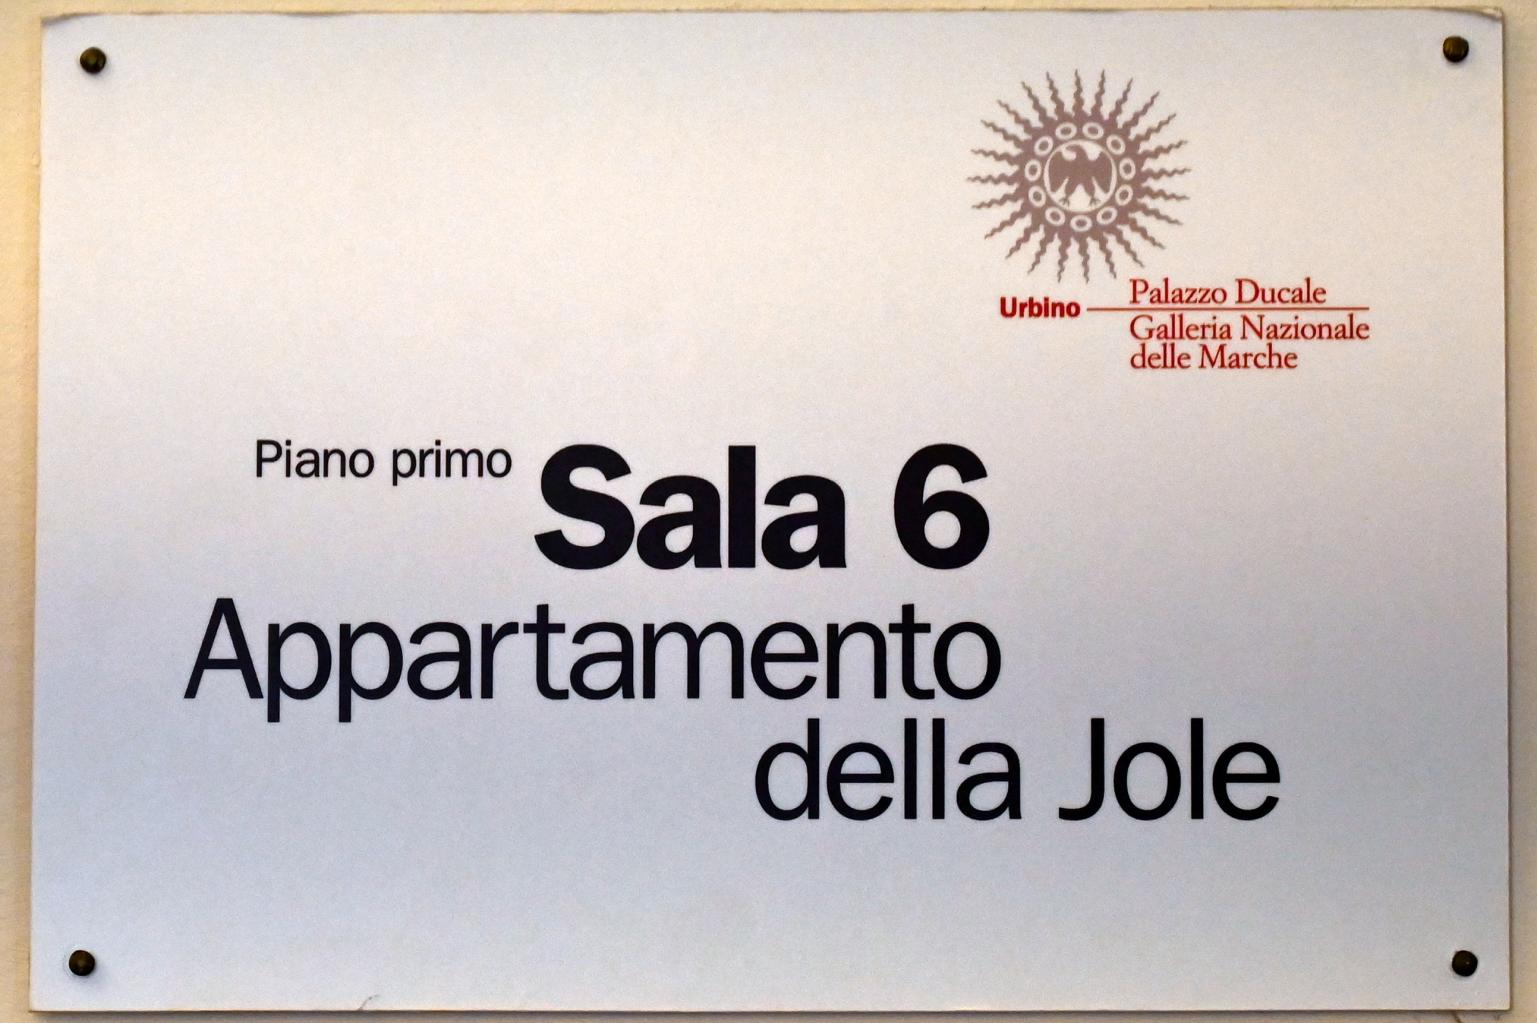 Urbino
Palazzo Ducale
Galleria Nazionale
delle Marche
Piano primo Sala 6
Appartamento
della Jole